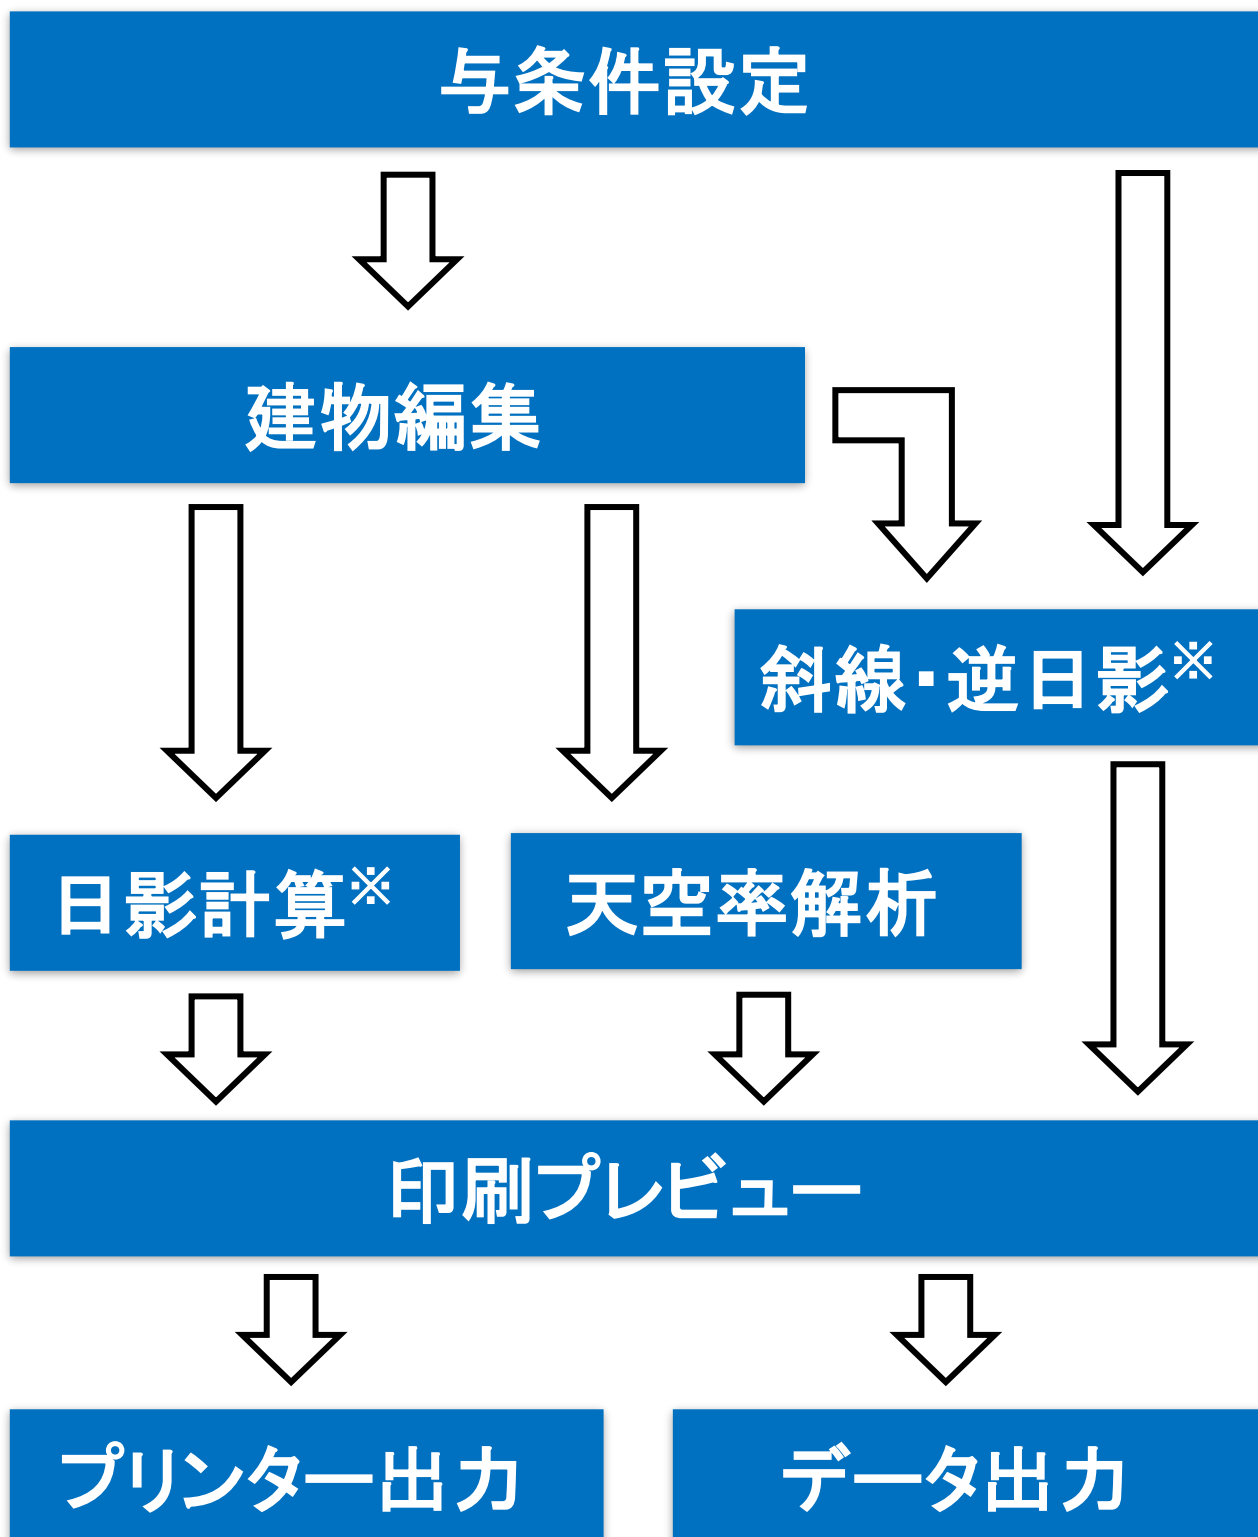 与条件設定
建物編集
斜線・逆日影※
日影計算※
天空率解析
印刷プレビュー
プリンター出力
データ出力